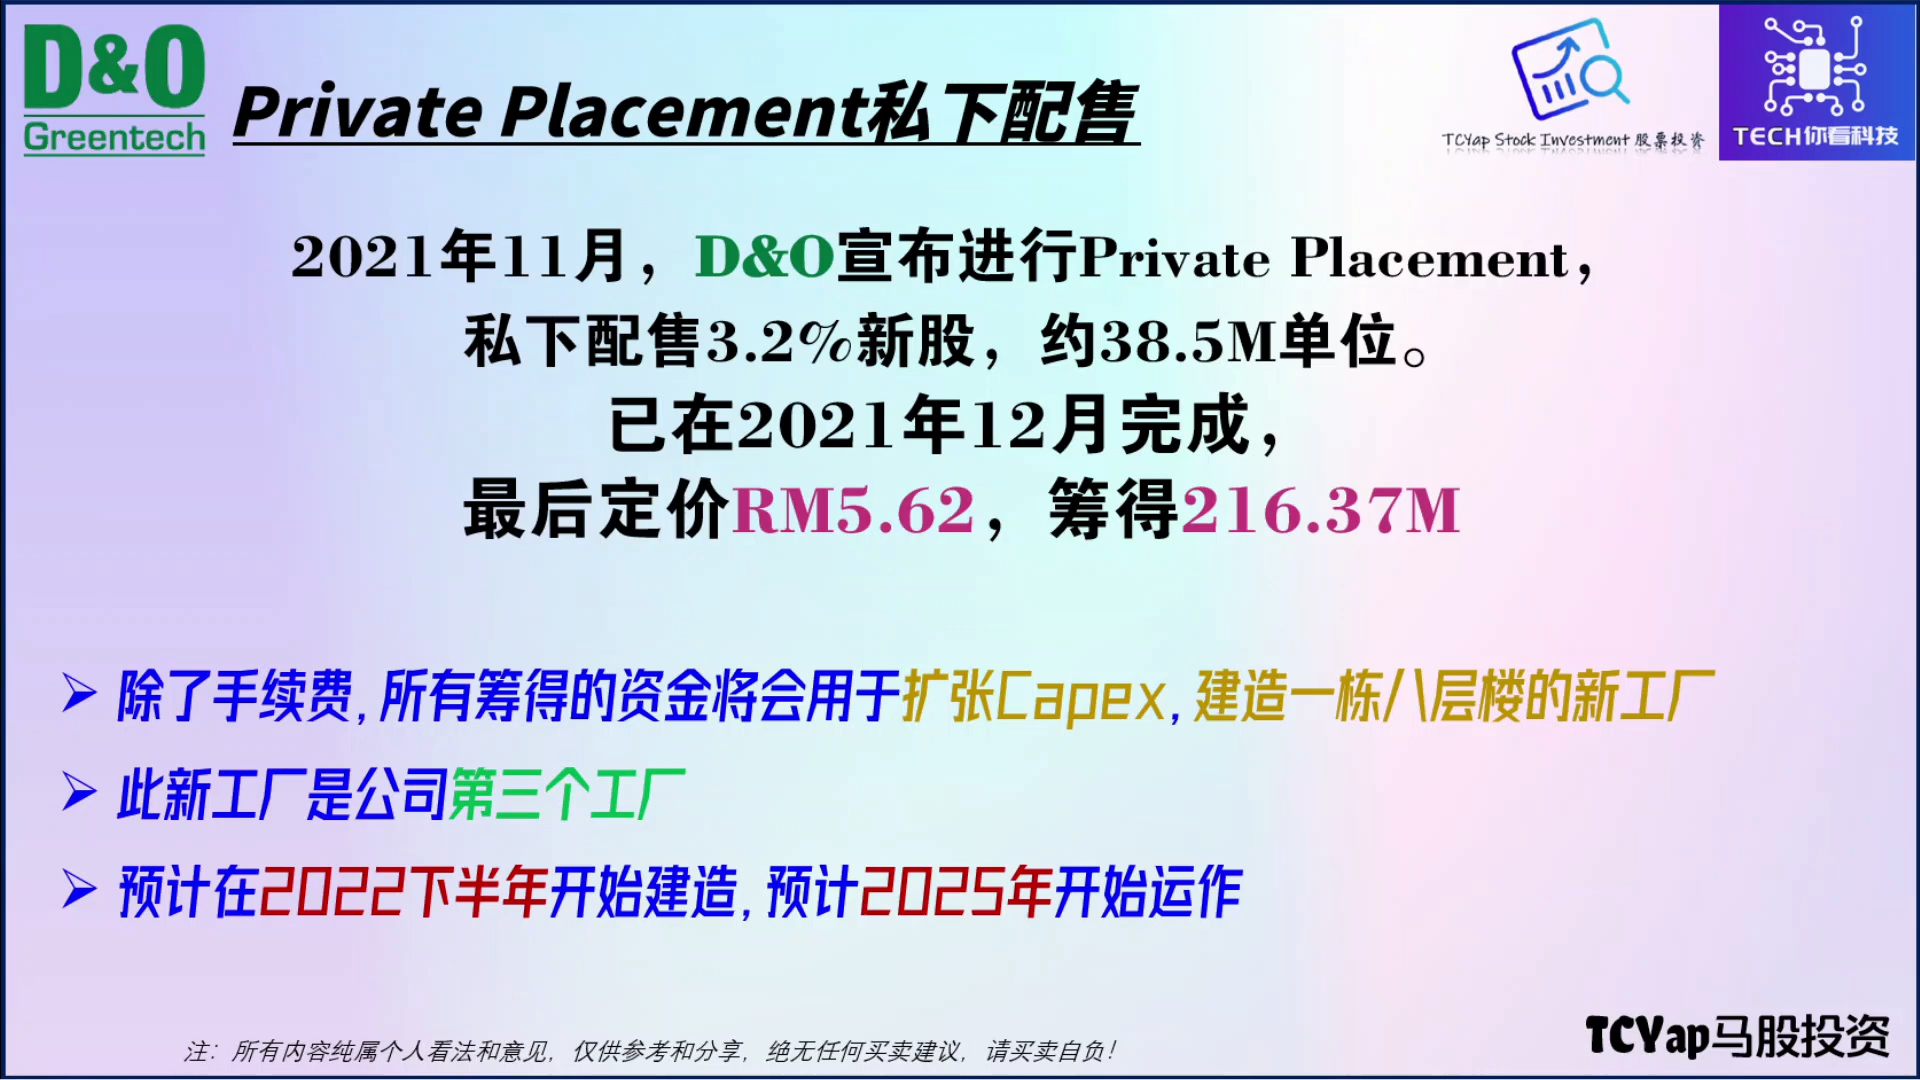 D&O
Greentech
Private Placement私下配售
TCYap Stock Investment 股票投资
TECH你看科技
2021年11月，D&O宣布进行Private Placement，
私下配售3.2%新股，约38.5M单位。
已在2021年12月完成，
最后定价RM5.62，筹得216.37M
除了手续费,所有筹得的资金将会用于扩张Capex,建造一栋八层楼的新工厂
此新工厂是公司第三个工厂
预计在2022下半年开始建造,预计2025年开始运作
注：所有内容纯属个人看法和意见，仅供参考和分享，绝无任何买卖建议，请买卖自负！
TCYap马股投资